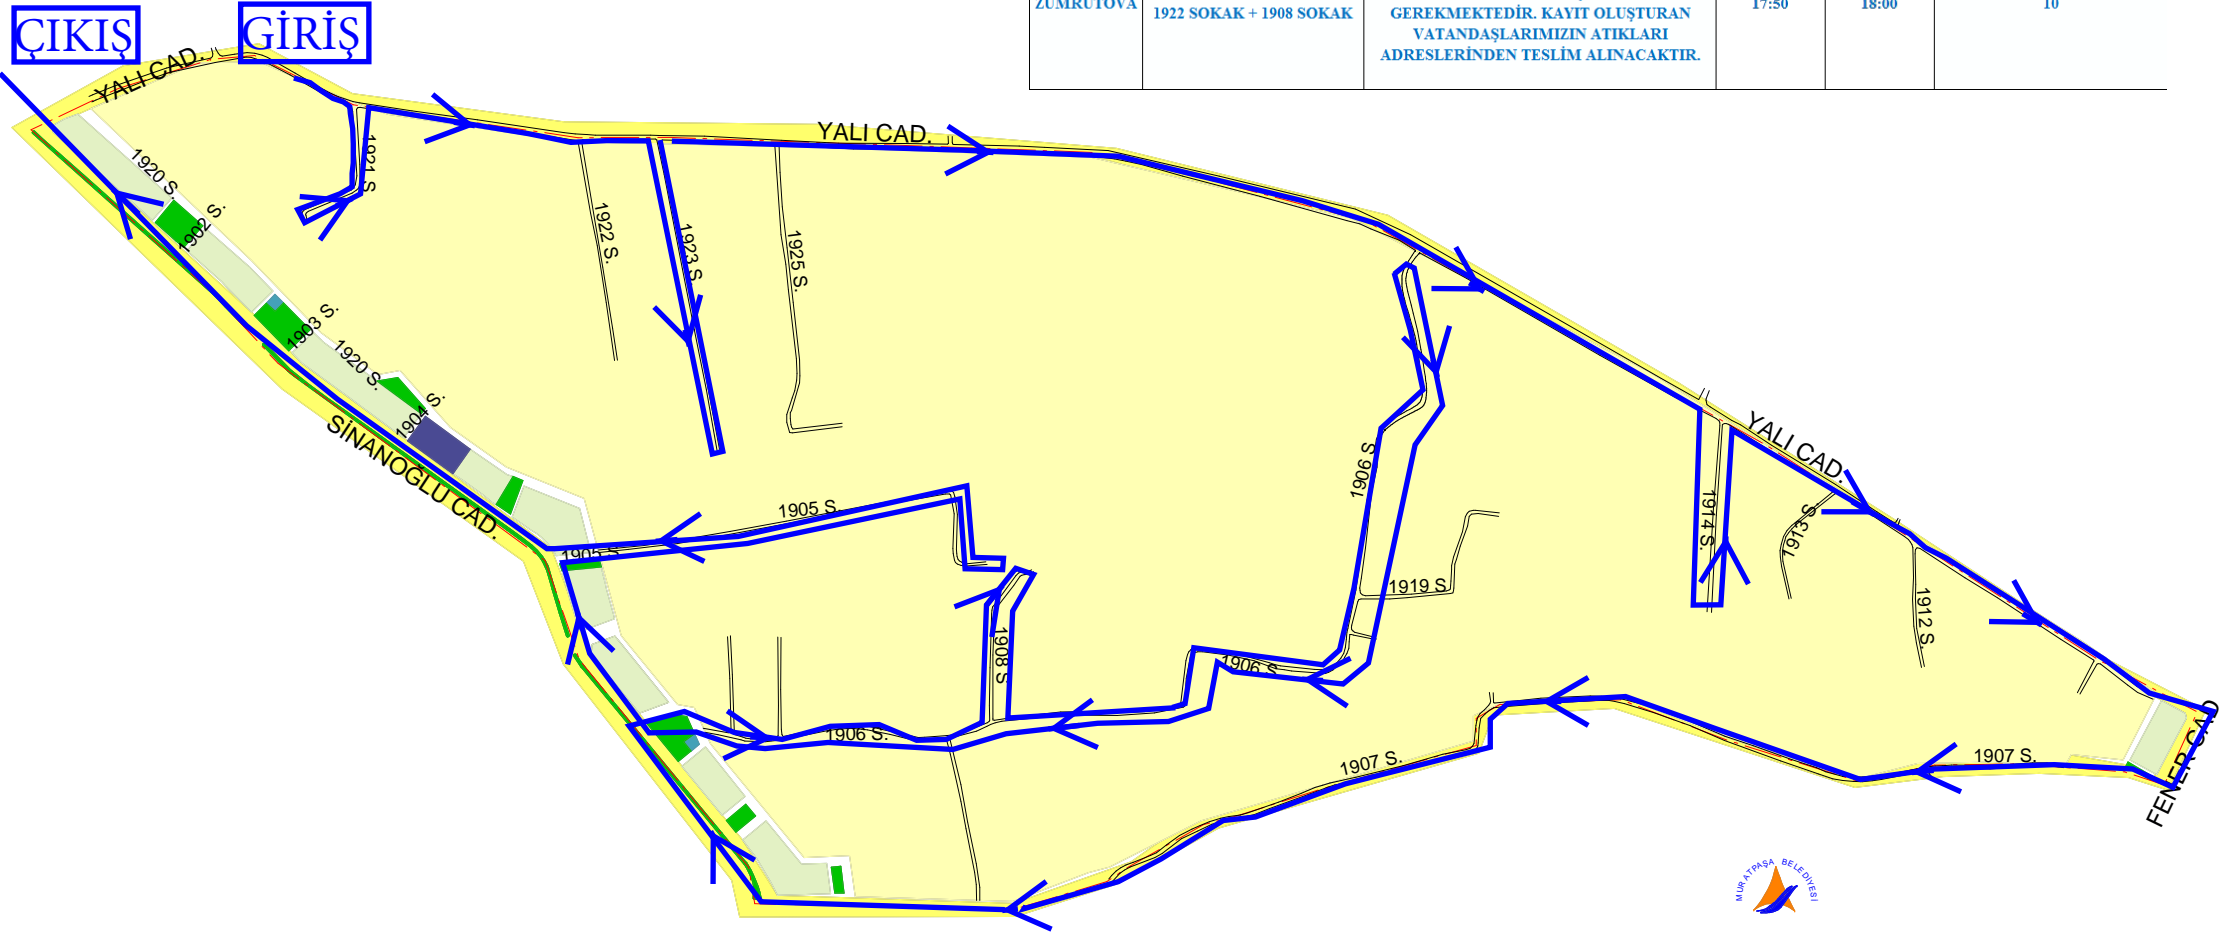 ÇIKIŞ
GİRİŞ
ZÜMRÜTOVA
1922 SOKAK + 1908 SOKAK
GEREKMEKTEDİR. KAYIT OLUŞTURAN
VATANDAŞLARIMIZIN ATIKLARI
ADRESLERİNDEN TESLİM ALINACAKTIR.
17:50
18:00
10
YALI CAD.
YALI CAD.
1921 S.
1920 S.
1902 S.
1922 S.
1923 S.
1925 S.
1903 S.
1920 S.
1904 S.
SİNANOĞLU CAD.
YALI CAD.
1906 S.
1905 S.
1905 S.
1914 S.
1913 S.
1919 S.
1912 S.
1908 S.
1906 S.
1906 S.
1907 S.
1907 S.
FENER CAD
MURATPAŞA BELEDİYESİ